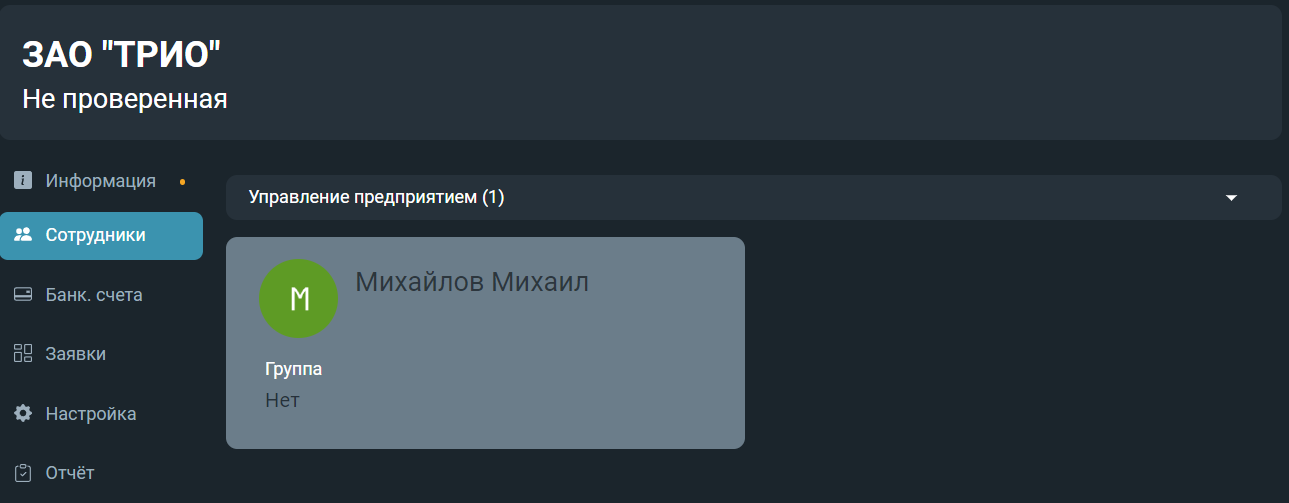 ЗАО "ТРИО"
Не проверенная
Информация
Сотрудники
Банк. счета
Заявки
Настройка
Отчёт
Управление предприятием (1)
М
Михайлов Михаил
Группа
Нет